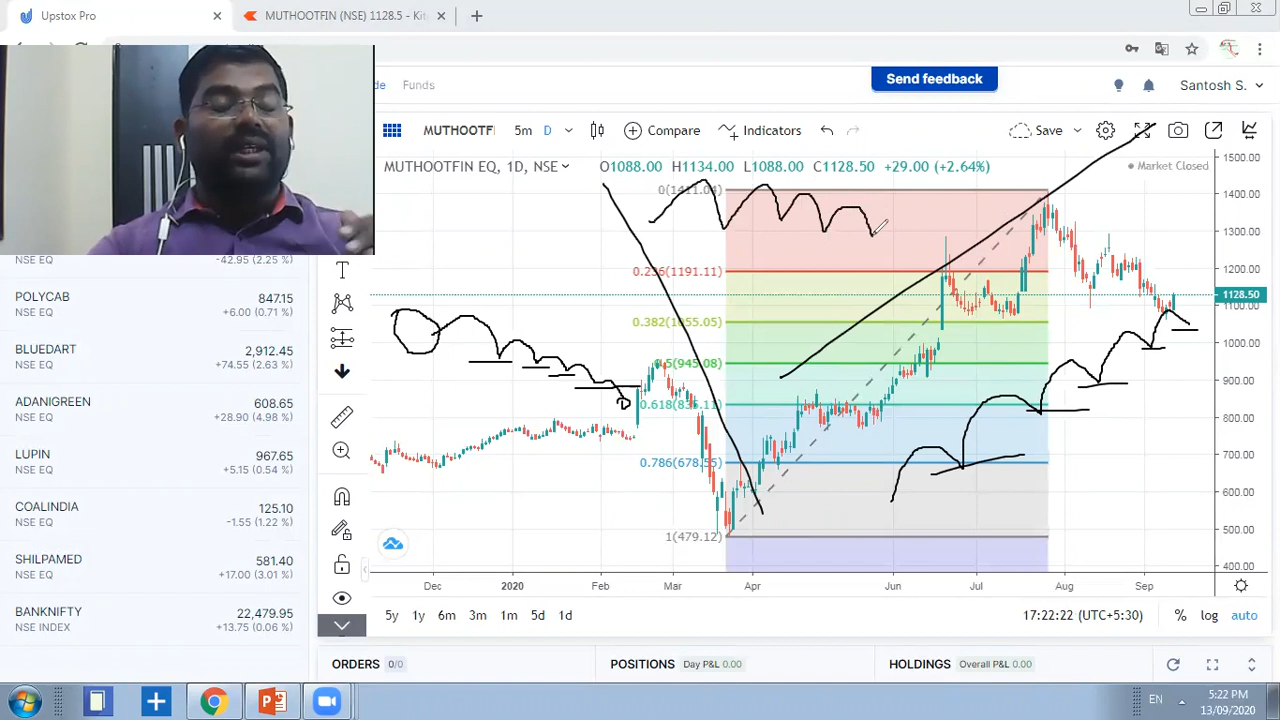 Upstox Pro
MUTHOOTFIN (NSE) 1128.5 - Kit
Funds
Send feedback
Santosh S.
MUTHOOTF
5m
D
Compare
Indicators
Save
MUTHOOTFIN EQ, 1D, NSE
O1088.00 H1134.00 L1088.00 C1128.50 +29.00 (+2.64%)
Market Closed
1500.00
1400.00
1300.00
1200.00
1128.50
1000.00
900.00
800.00
700.00
600.00
500.00
400.00
0(1411.04)
0.236(1191.11)
0.382(1055.05)
0.5(945.08)
0.786(678.55)
1(479.12)
NSE EQ
-42.95 (2.25 %)
POLYCAB
847.15
NSE EQ
+6.00 (0.71 %)
BLUEDART
2,912.45
NSE EQ
+74.55 (2.63 %)
ADANIGREEN
608.65
NSE EQ
+28.90 (4.98 %)
LUPIN
967.65
NSE EQ
+5.15 (0.54 %)
COALINDIA
125.10
NSE EQ
-1.55 (1.22 %)
SHILPAMED
581.40
NSE EQ
+17.00 (3.01 %)
BANKNIFTY
22,479.95
NSE INDEX
+13.75 (0.06 %)
Dec
2020
Feb
Mar
Apr
Jun
Jul
Aug
Sep
5y
1y
6m
3m
1m
5d
1d
17:22:22 (UTC+5:30)
%
log
auto
ORDERS 0/0
POSITIONS Day P&L 0.00
HOLDINGS Overall P&L 0.00
EN
5:22 PM
13/09/2020